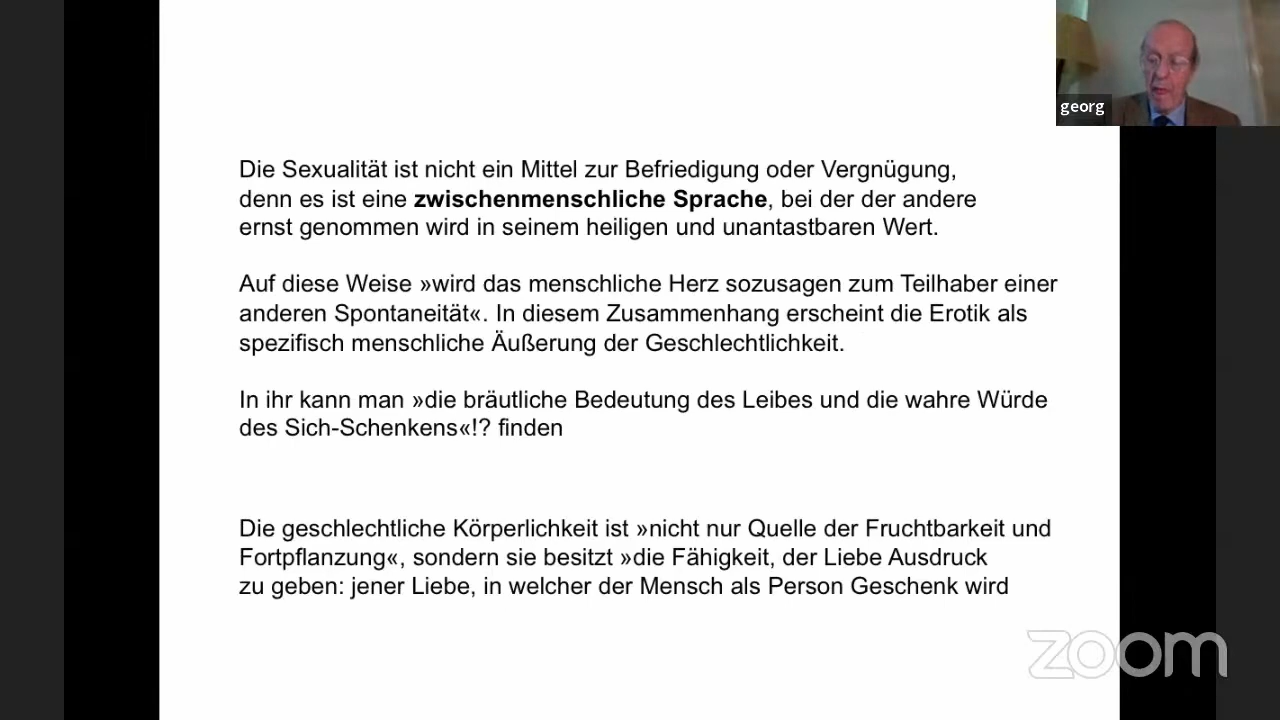 georg
Die Sexualität ist nicht ein Mittel zur Befriedigung oder Vergnügung,
denn es ist eine zwischenmenschliche Sprache, bei der der andere
ernst genommen wird in seinem heiligen und unantastbaren Wert.
Auf diese Weise »wird das menschliche Herz sozusagen zum Teilhaber einer
anderen Spontaneität«. In diesem Zusammenhang erscheint die Erotik als
spezifisch menschliche Äußerung der Geschlechtlichkeit.
In ihr kann man »die bräutliche Bedeutung des Leibes und die wahre Würde
des Sich-Schenkens«!? finden
Die geschlechtliche Körperlichkeit ist »nicht nur Quelle der Fruchtbarkeit und
Fortpflanzung«, sondern sie besitzt »die Fähigkeit, der Liebe Ausdruck
zu geben: jener Liebe, in welcher der Mensch als Person Geschenk wird
zoom